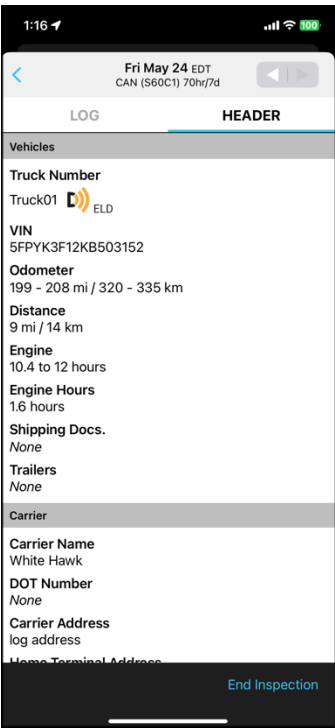 1:16
100
Fri May 24 EDT
CAN (S60C1) 70hr/7d
LOG
HEADER
Vehicles
Truck Number
Truck01 D ELD
VIN
5FPYK3F12KB503152
Odometer
199 - 208 mi / 320 - 335 km
Distance
9 mi / 14 km
Engine
10.4 to 12 hours
Engine Hours
1.6 hours
Shipping Docs.
None
Trailers
None
Carrier
Carrier Name
White Hawk
DOT Number
None
Carrier Address
log address
Home Terminal Address
End Inspection